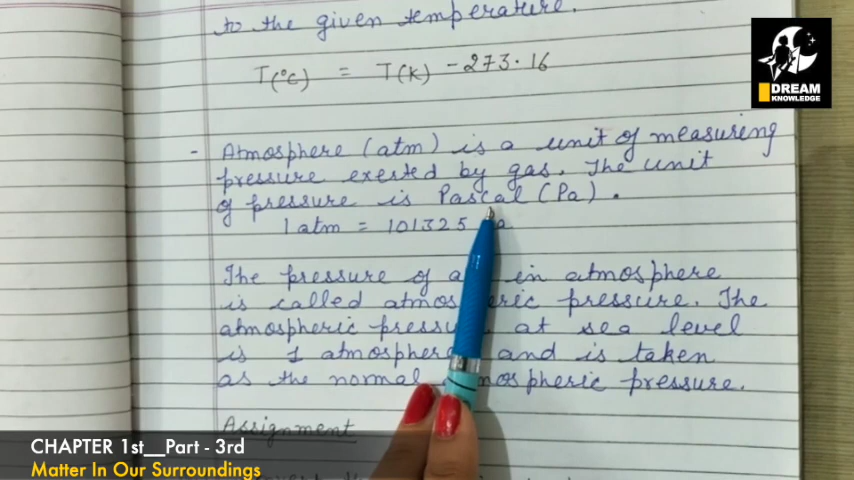 to the given temperature.
T(°C) = T(K) - 273.16
DREAM
KNOWLEDGE
- Atmosphere (atm) is a unit of measuring
pressure exerted by gas. The unit
of pressure is Pascal (Pa).
1 atm = 101325
The pressure of in atmosphere
is called pressure. The
atmospheric at sea level
is 1 and is taken
as the normal pressure.
Assignment
CHAPTER 1st__Part - 3rd
Matter In Our Surroundings